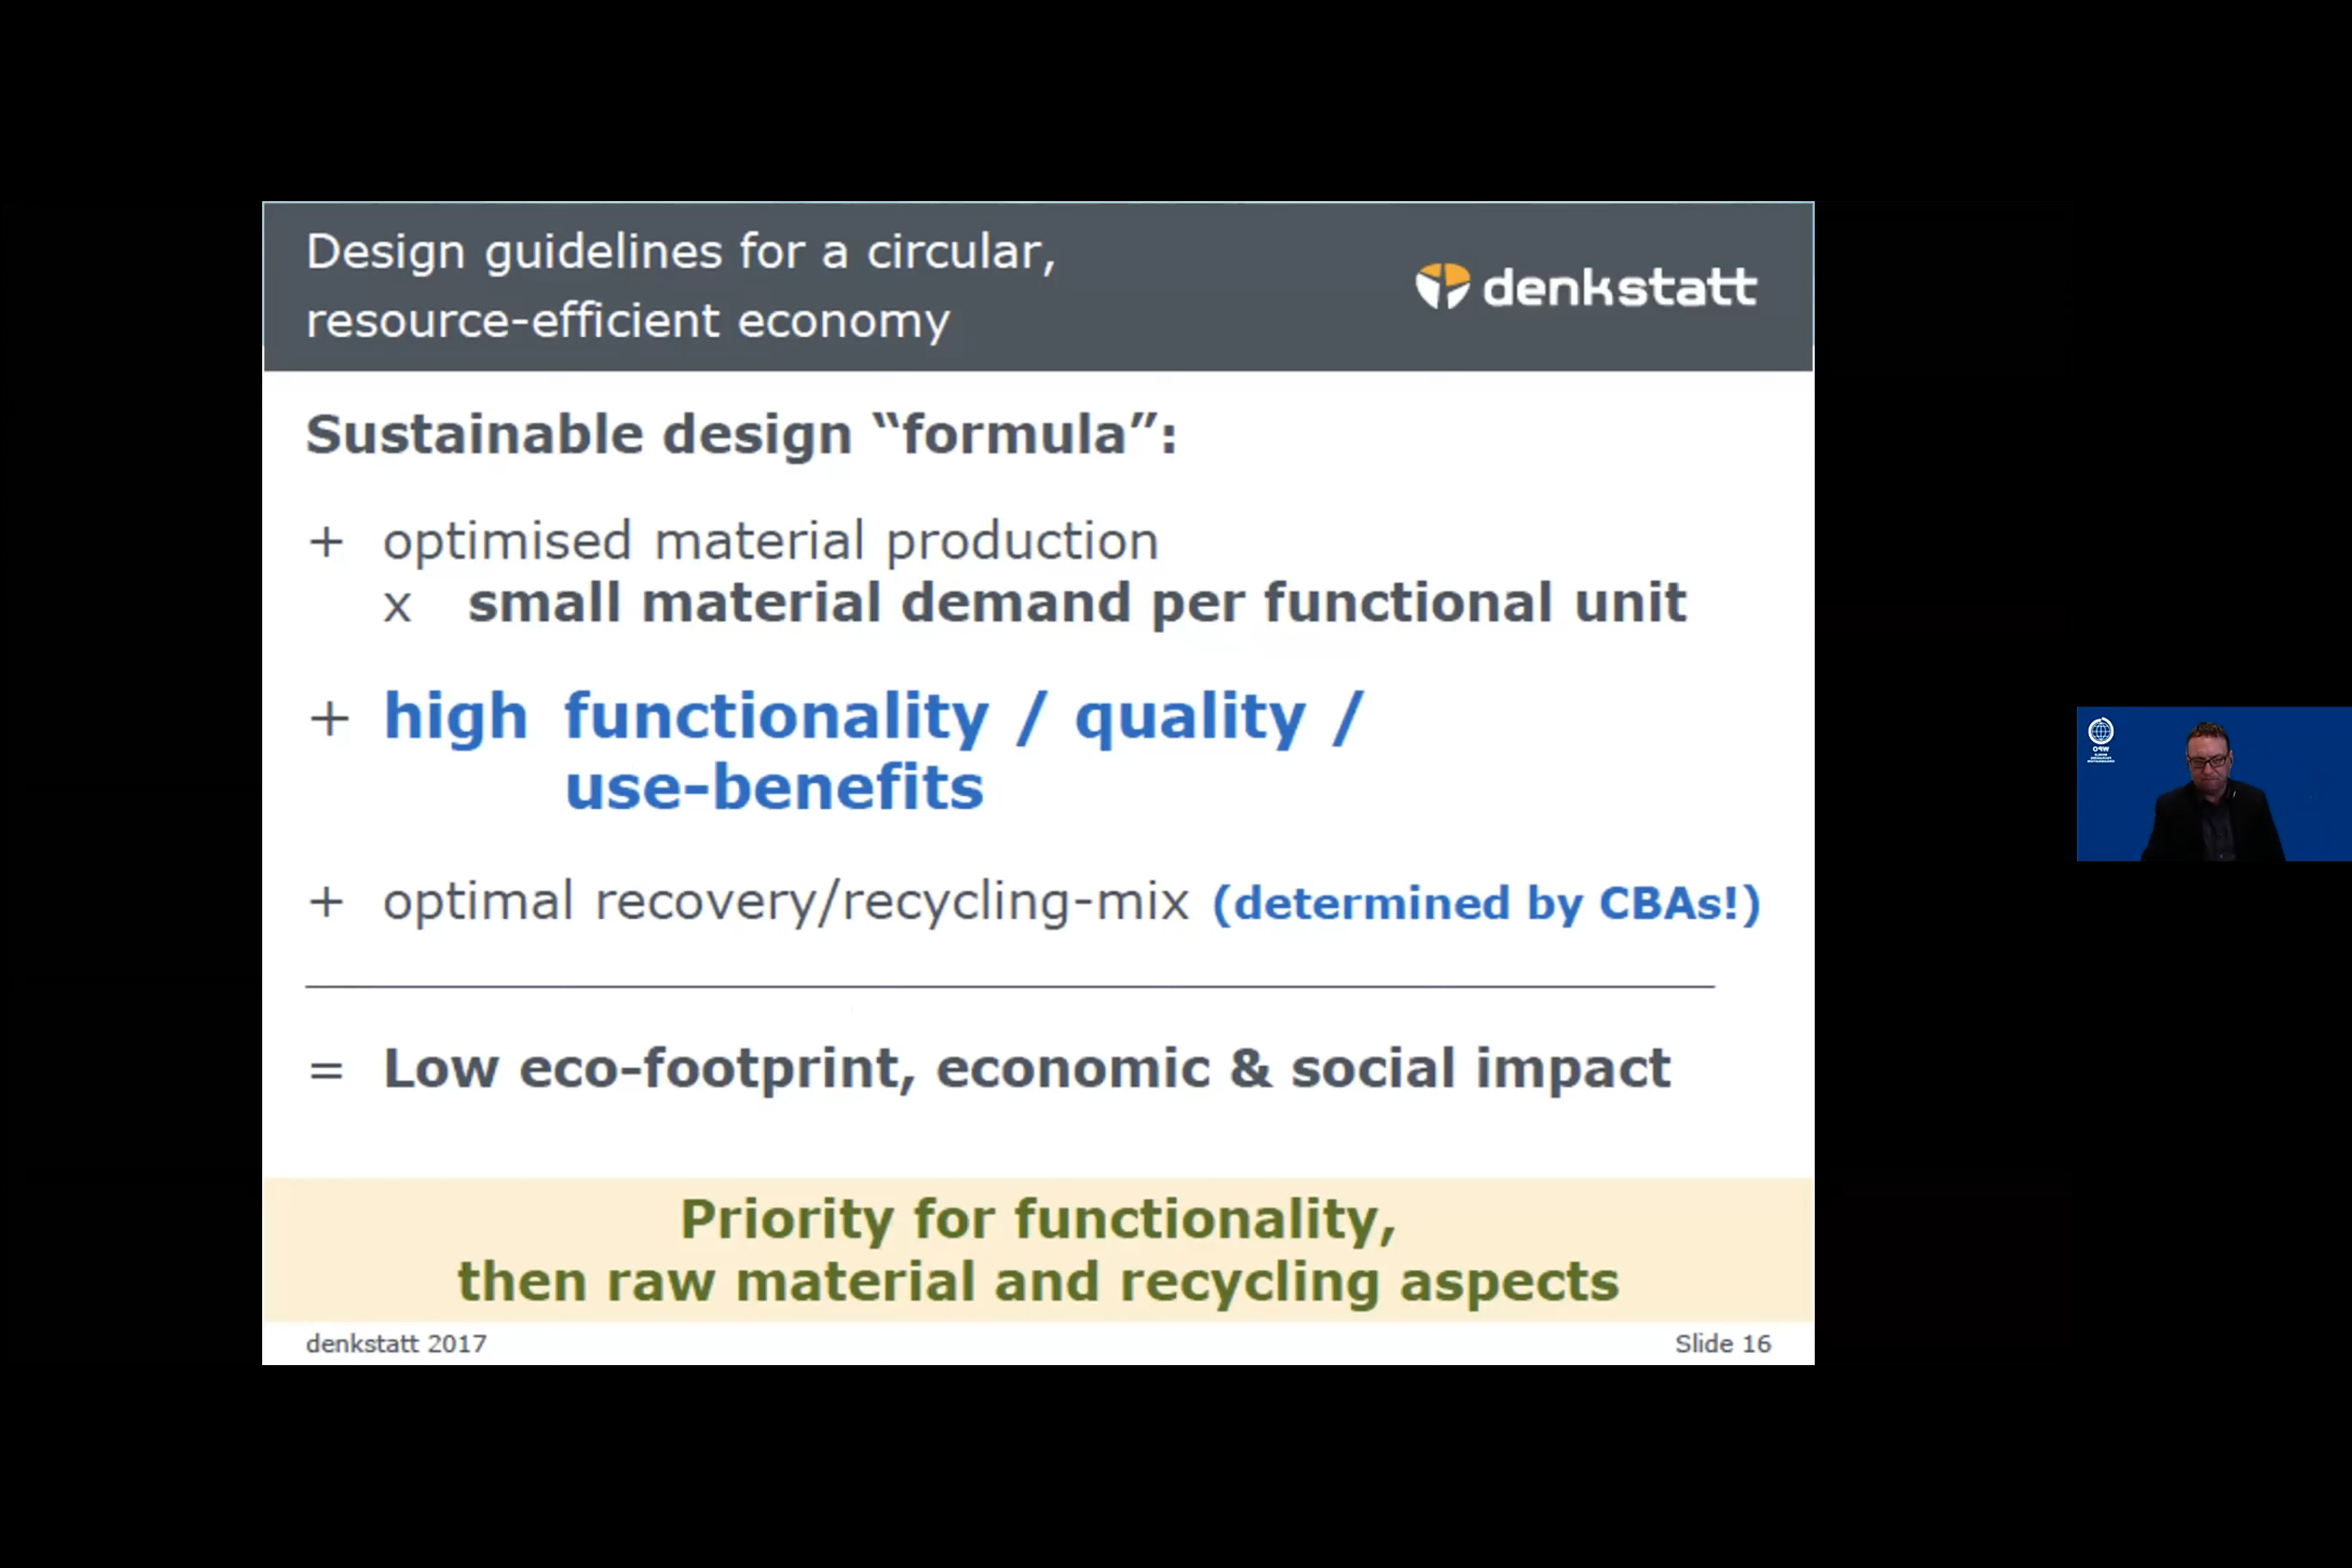 Design guidelines for a circular,
resource-efficient economy
denkstatt
Sustainable design “formula”:
+ optimised material production
x small material demand per functional unit
+ high functionality / quality /
use-benefits
+ optimal recovery/recycling-mix (determined by CBAs!)
= Low eco-footprint, economic & social impact
Priority for functionality,
then raw material and recycling aspects
denkstatt 2017
Slide 16
WPO